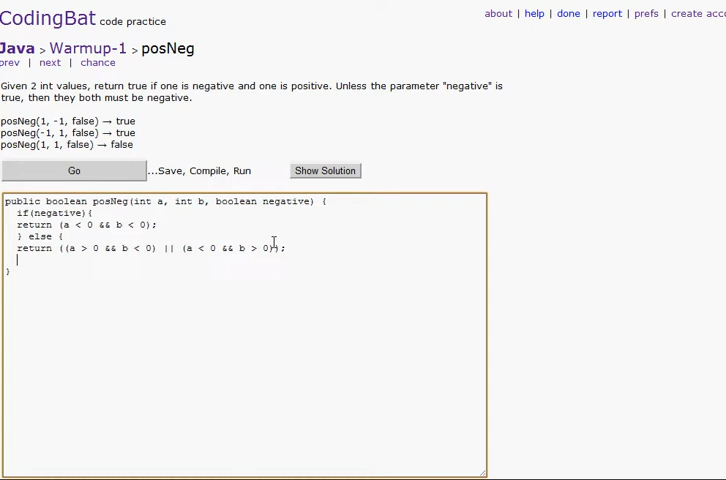 CodingBat code practice
about | help | done | report | prefs | create acc
Java > Warmup-1 > posNeg
prev | next | chance
Given 2 int values, return true if one is negative and one is positive. Unless the parameter "negative" is
true, then they both must be negative.
posNeg(1, -1, false) → true
posNeg(-1, 1, false) → true
posNeg(1, 1, false) → false
Go ...Save, Compile, Run Show Solution
public boolean posNeg(int a, int b, boolean negative) {
if(negative){
return (a < 0 && b < 0);
} else {
return ((a > 0 && b < 0) || (a < 0 && b > 0));
}